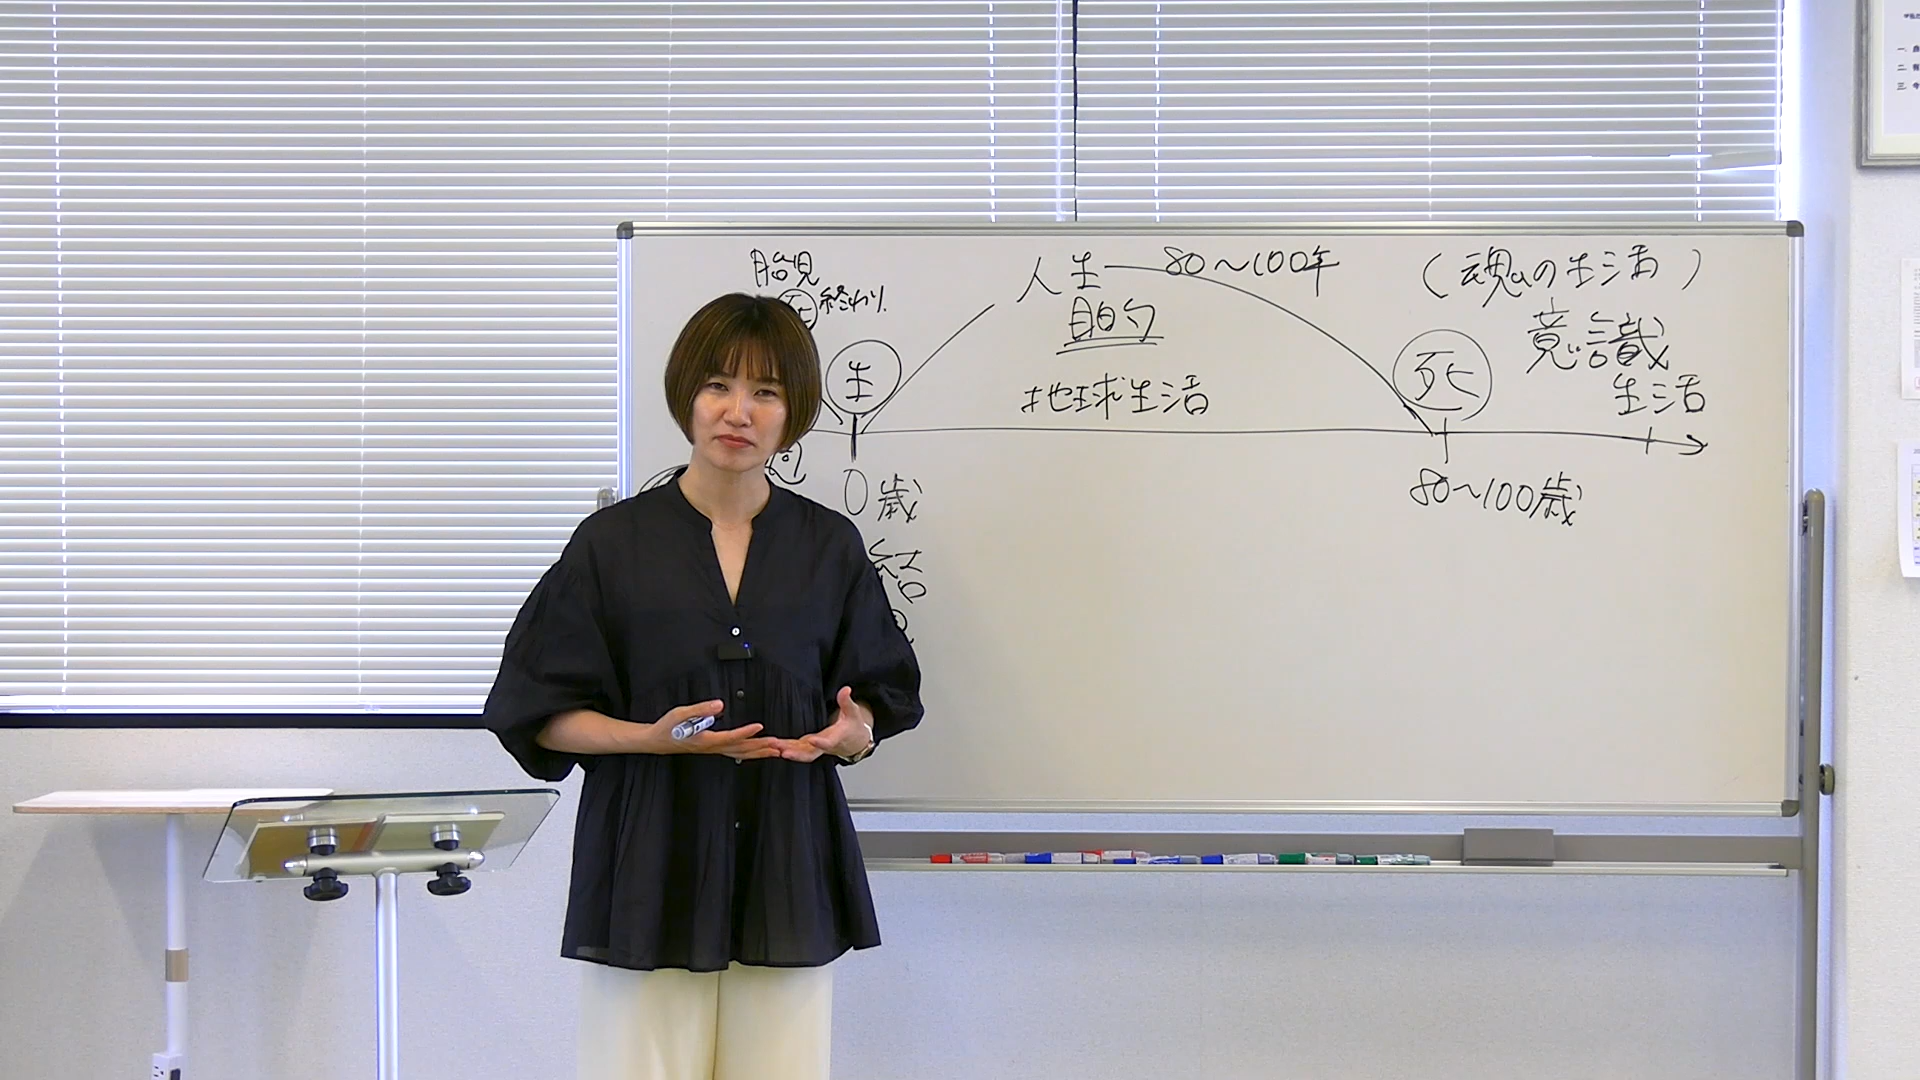 胎児
死 終わり
人生 80〜100年
目的
地球生活
(魂の生活)
意識
生活
生
死
0歳
80〜100歳
結